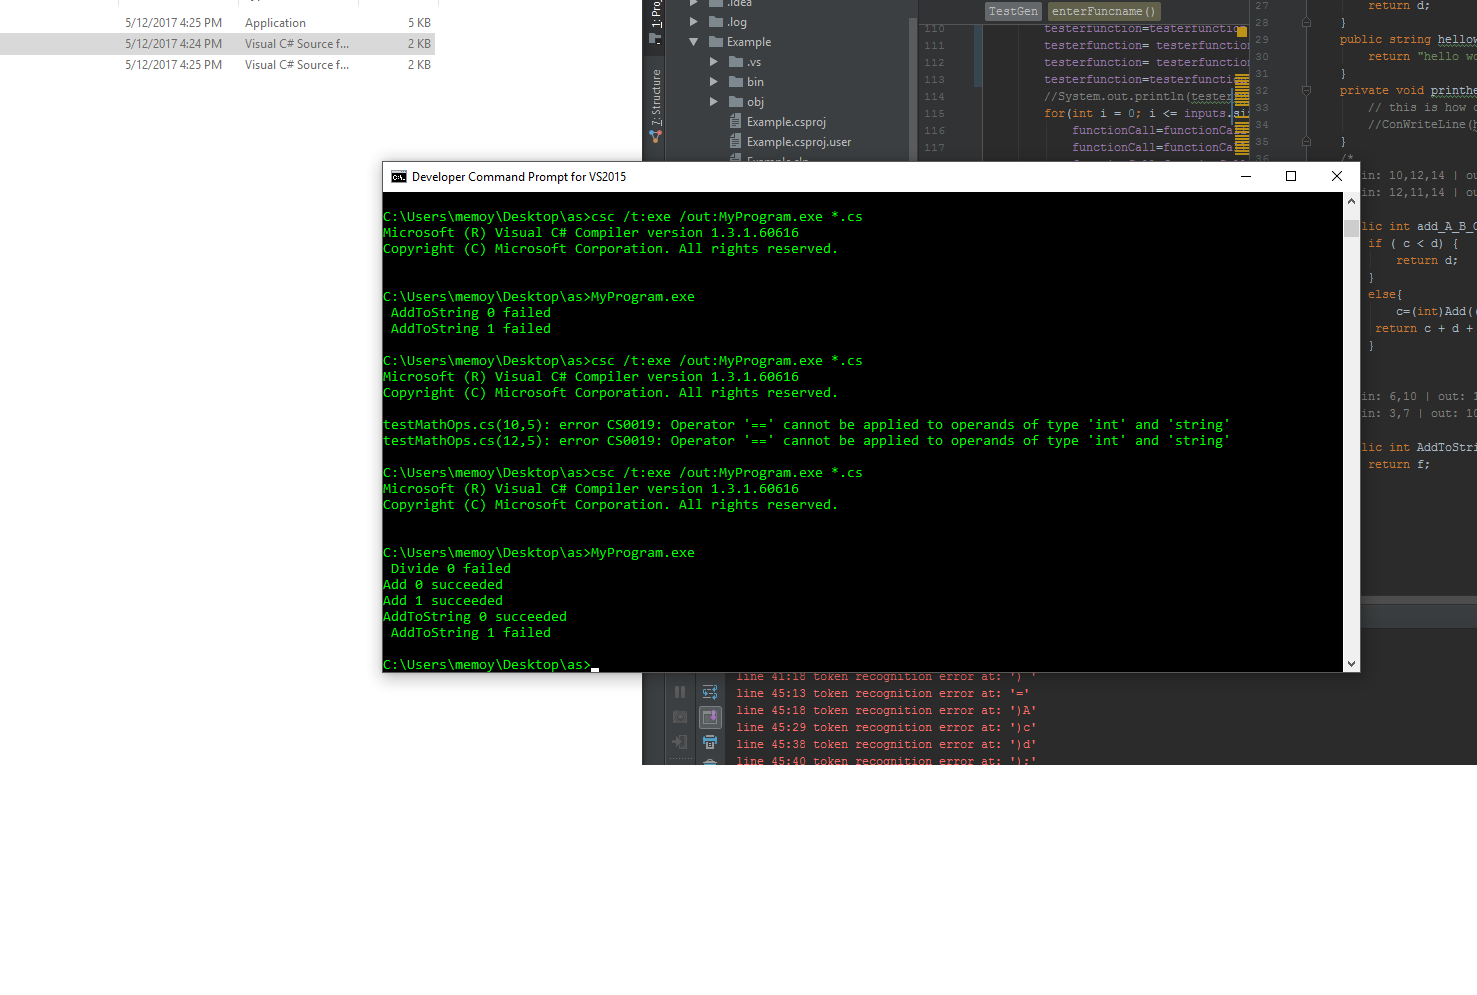 5/12/2017 4:25 PM Application 5 KB
5/12/2017 4:24 PM Visual C# Source f... 2 KB
5/12/2017 4:25 PM Visual C# Source f... 2 KB
.idea
.log
Example
.vs
bin
obj
Example.csproj
Example.csproj.user
7: Structure
TestGen enterFuncname()
110 testerfunction=testerfunctio
111 testerfunction= testerfunction
112 testerfunction= testerfunction
113 testerfunction=testerfunction
114 //System.out.println(tester
115 for(int i = 0; i <= inputs.si
116 functionCall=functionCa
117 functionCall=functionCa
27 return d;
28 }
29 public string hellow
30 return "hello wo
31 }
32 private void printhe
33 // this is how c
34 //ConWriteLine(h
35 }
36 /*
in: 10,12,14 | ou
in: 12,11,14 | ou
lic int add_A_B_C
if ( c < d) {
return d;
}
else{
c=(int)Add((
return c + d +
}
in: 6,10 | out: 1
in: 3,7 | out: 10
lic int AddToStri
return f;
Developer Command Prompt for VS2015
C:\Users\memoy\Desktop\as>csc /t:exe /out:MyProgram.exe *.cs
Microsoft (R) Visual C# Compiler version 1.3.1.60616
Copyright (C) Microsoft Corporation. All rights reserved.
C:\Users\memoy\Desktop\as>MyProgram.exe
AddToString 0 failed
AddToString 1 failed
C:\Users\memoy\Desktop\as>csc /t:exe /out:MyProgram.exe *.cs
Microsoft (R) Visual C# Compiler version 1.3.1.60616
Copyright (C) Microsoft Corporation. All rights reserved.
testMathOps.cs(10,5): error CS0019: Operator '==' cannot be applied to operands of type 'int' and 'string'
testMathOps.cs(12,5): error CS0019: Operator '==' cannot be applied to operands of type 'int' and 'string'
C:\Users\memoy\Desktop\as>csc /t:exe /out:MyProgram.exe *.cs
Microsoft (R) Visual C# Compiler version 1.3.1.60616
Copyright (C) Microsoft Corporation. All rights reserved.
C:\Users\memoy\Desktop\as>MyProgram.exe
Divide 0 failed
Add 0 succeeded
Add 1 succeeded
AddToString 0 succeeded
AddToString 1 failed
C:\Users\memoy\Desktop\as>
line 41:18 token recognition error at: ') '
line 45:13 token recognition error at: '='
line 45:18 token recognition error at: ')A'
line 45:29 token recognition error at: ')c'
line 45:38 token recognition error at: ')d'
line 45:40 token recognition error at: ');'